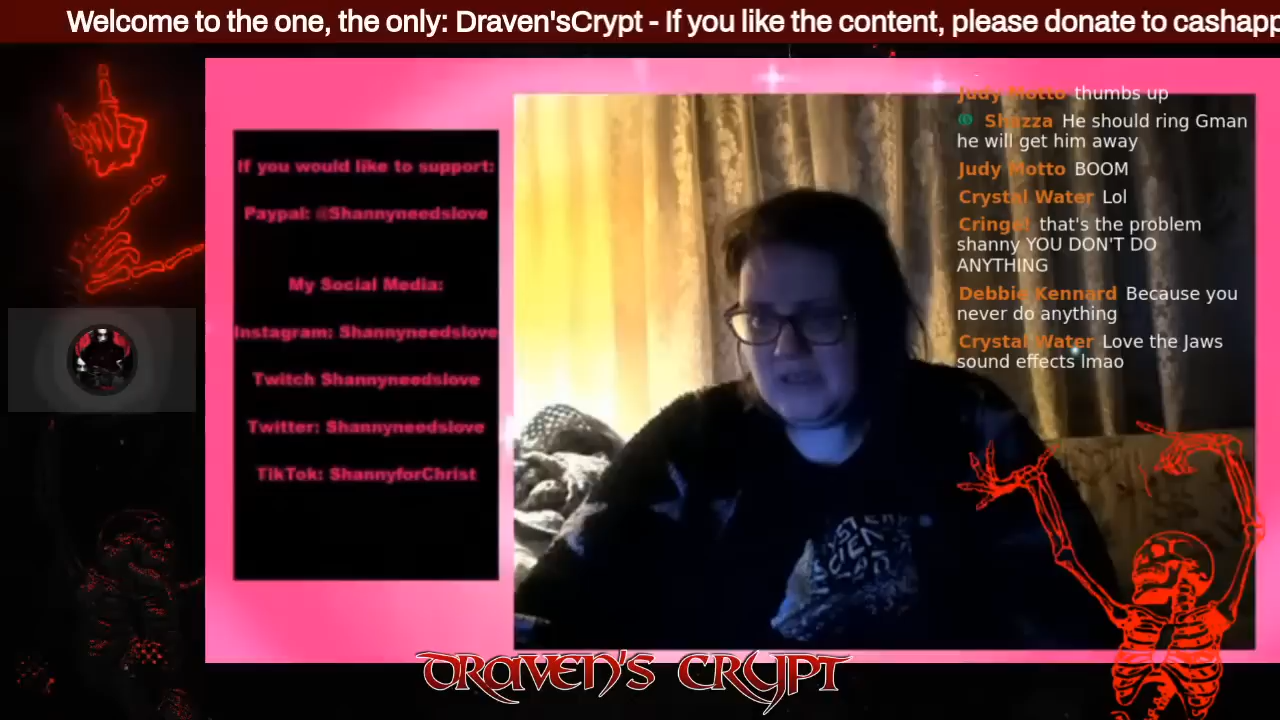 Welcome to the one, the only: Draven'sCrypt - If you like the content, please donate to cashapp
If you would like to support:
Paypal: @Shannyneedslove
My Social Media:
Instagram: Shannyneedslove
Twitch Shannyneedslove
Twitter: Shannyneedslove
TikTok: ShannyforChrist
Judy Motto thumbs up
Shazza He should ring Gman
he will get him away
Judy Motto BOOM
Crystal Water Lol
Cringe! that's the problem
shanny YOU DON'T DO
ANYTHING
Debbie Kennard Because you
never do anything
Crystal Water Love the Jaws
sound effects lmao
DRAVEN'S CRYPT